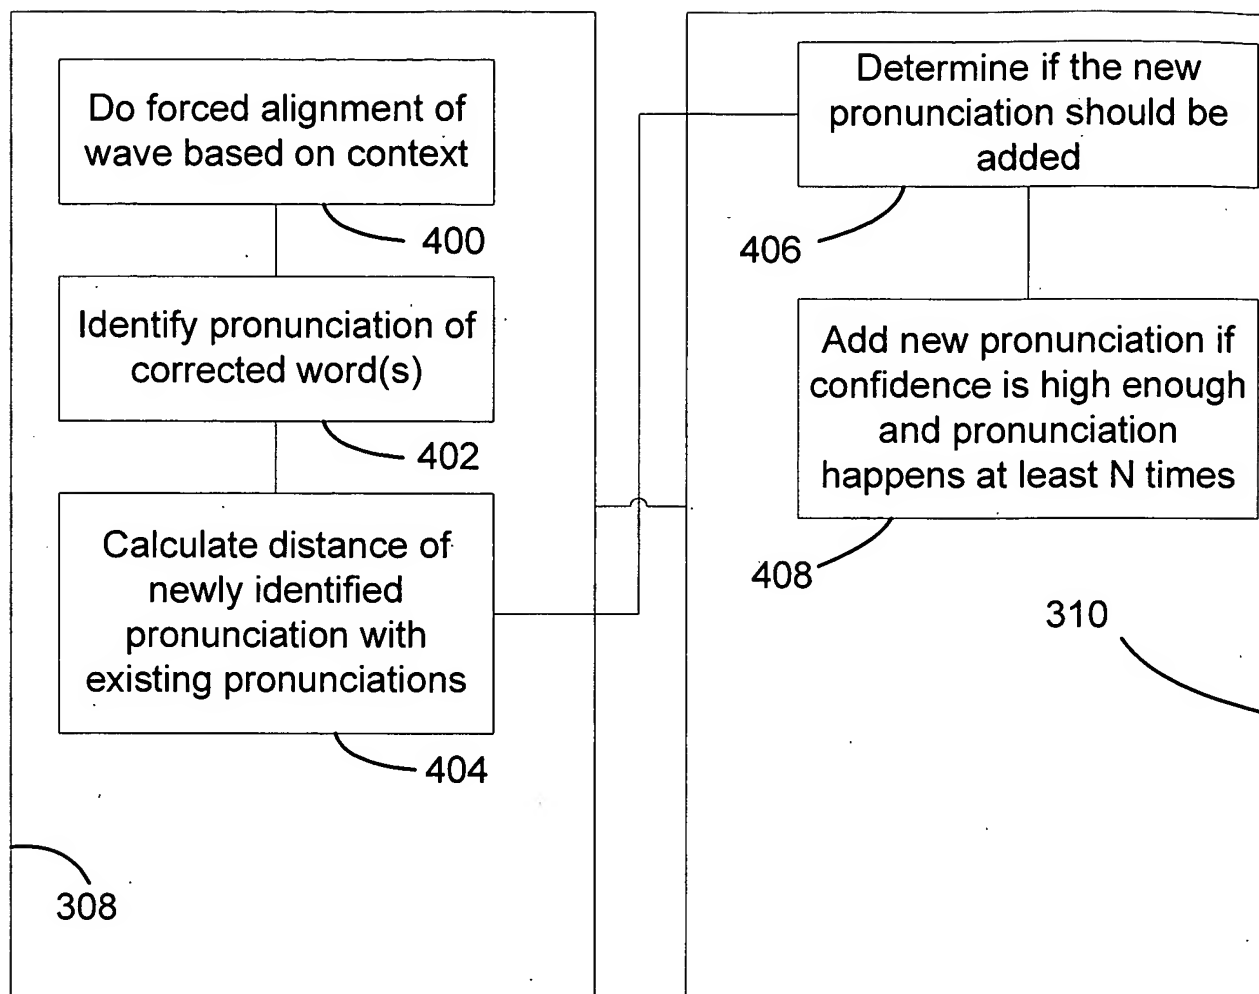 Do forced alignment of
wave based on context
400
Identify pronunciation of
corrected word(s)
402
Calculate distance of
newly identified
pronunciation with
existing pronunciations
404
308
Determine if the new
pronunciation should be
added
406
Add new pronunciation if
confidence is high enough
and pronunciation
happens at least N times
408
310